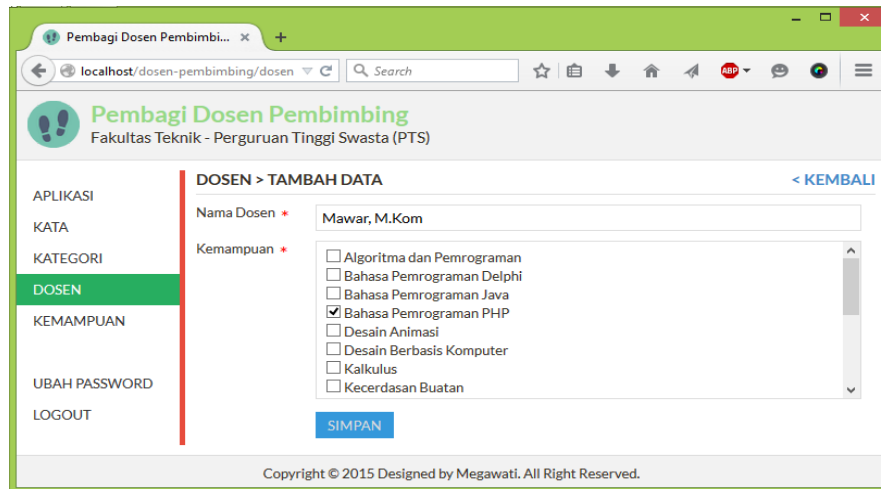 Pembagi Dosen Pembimbi...
localhost/dosen-pembimbing/dosen
Search
ABP
Pembagi Dosen Pembimbing
Fakultas Teknik - Perguruan Tinggi Swasta (PTS)
APLIKASI
KATA
KATEGORI
DOSEN
KEMAMPUAN
UBAH PASSWORD
LOGOUT
DOSEN > TAMBAH DATA
< KEMBALI
Nama Dosen *
Mawar, M.Kom
Kemampuan *
Algoritma dan Pemrograman
Bahasa Pemrograman Delphi
Bahasa Pemrograman Java
Bahasa Pemrograman PHP
Desain Animasi
Desain Berbasis Komputer
Kalkulus
Kecerdasan Buatan
SIMPAN
Copyright © 2015 Designed by Megawati. All Right Reserved.